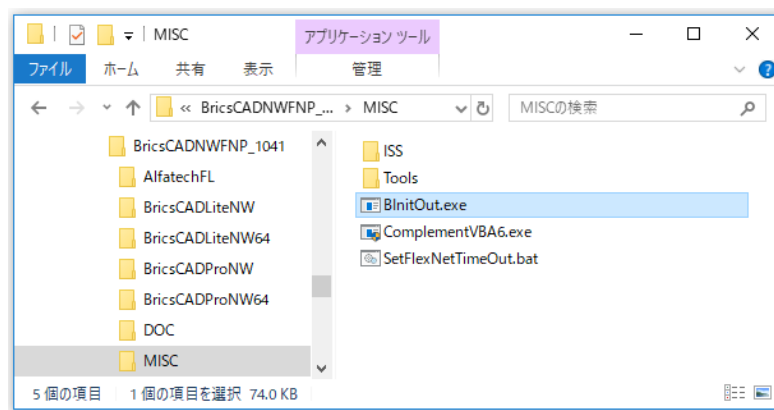 MISC
アプリケーション ツール
ファイル ホーム 共有 表示 管理
« BricsCADNWFNP_... › MISC
MISCの検索
BricsCADNWFNP_1041
AlfatechFL
BricsCADLiteNW
BricsCADLiteNW64
BricsCADProNW
BricsCADProNW64
DOC
MISC
ISS
Tools
BInitOut.exe
ComplementVBA6.exe
SetFlexNetTimeOut.bat
5 個の項目 1 個の項目を選択 74.0 KB